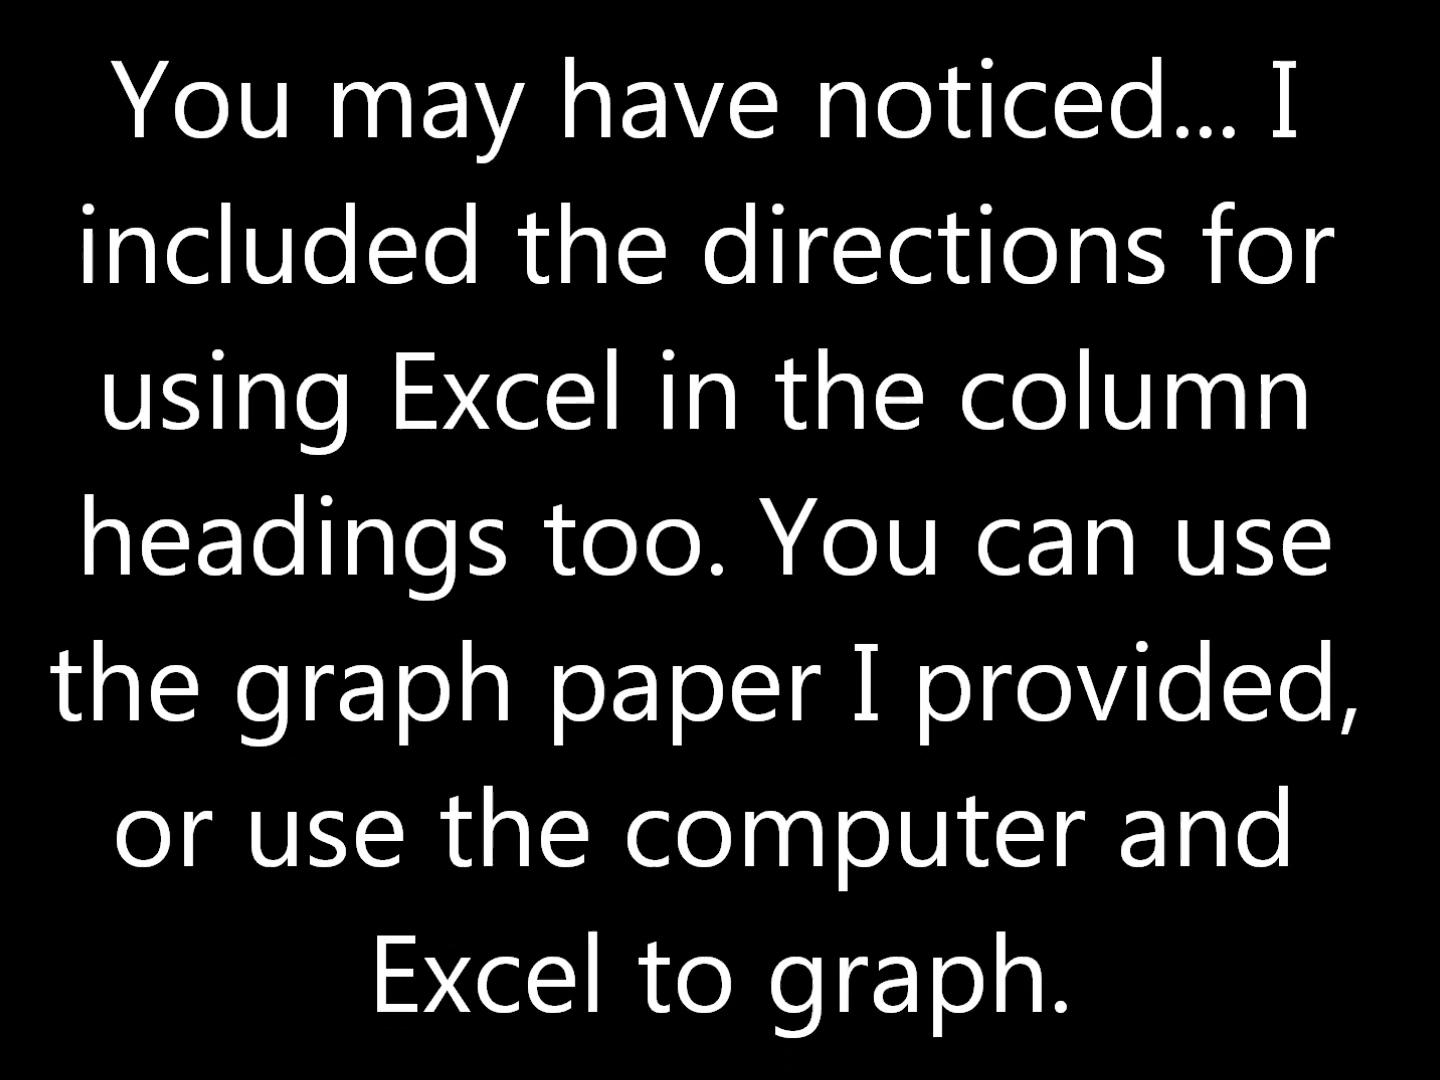 You may have noticed... I
included the directions for
using Excel in the column
headings too. You can use
the graph paper I provided,
or use the computer and
Excel to graph.